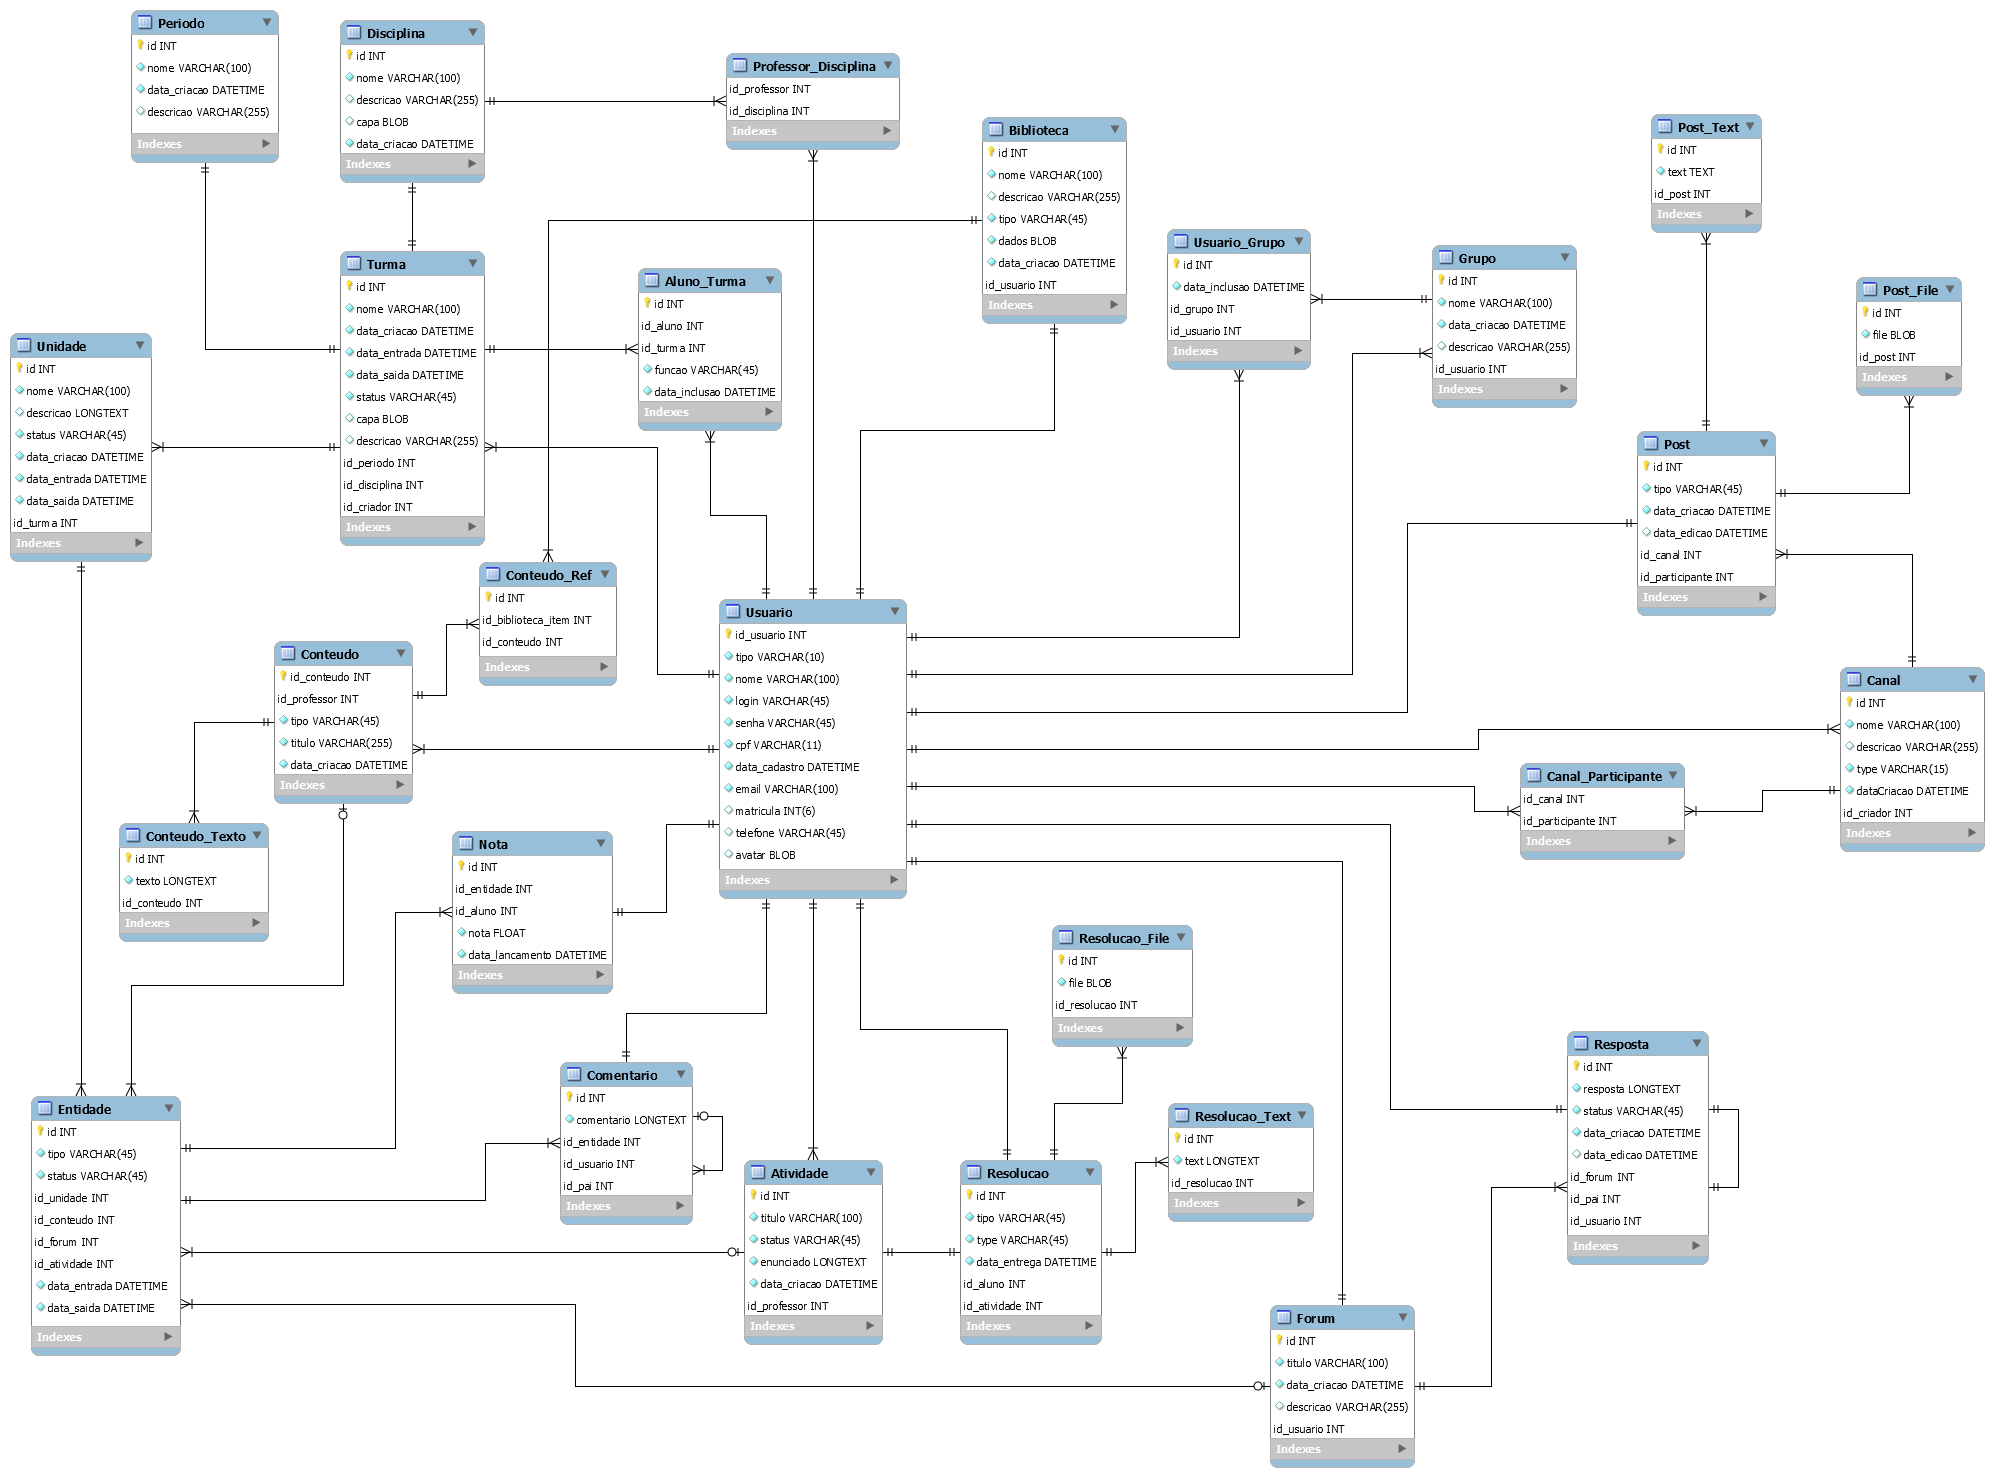 Periodo
id INT
nome VARCHAR(100)
data_criacao DATETIME
descricao VARCHAR(255)
Indexes
Disciplina
id INT
nome VARCHAR(100)
descricao VARCHAR(255)
capa BLOB
data_criacao DATETIME
Indexes
Professor_Disciplina
id_professor INT
id_disciplina INT
Indexes
Biblioteca
id INT
nome VARCHAR(100)
descricao VARCHAR(255)
tipo VARCHAR(45)
dados BLOB
data_criacao DATETIME
id_usuario INT
Indexes
Post_Text
id INT
text TEXT
id_post INT
Indexes
Usuario_Grupo
id INT
data_inclusao DATETIME
id_grupo INT
id_usuario INT
Indexes
Grupo
id INT
nome VARCHAR(100)
data_criacao DATETIME
descricao VARCHAR(255)
id_usuario INT
Indexes
Post_File
id INT
file BLOB
id_post INT
Indexes
Turma
id INT
nome VARCHAR(100)
data_criacao DATETIME
data_entrada DATETIME
data_saida DATETIME
status VARCHAR(45)
capa BLOB
descricao VARCHAR(255)
id_periodo INT
id_disciplina INT
id_criador INT
Indexes
Aluno_Turma
id INT
id_aluno INT
id_turma INT
funcao VARCHAR(45)
data_inclusao DATETIME
Indexes
Unidade
id INT
nome VARCHAR(100)
descricao LONGTEXT
status VARCHAR(45)
data_criacao DATETIME
data_entrada DATETIME
data_saida DATETIME
id_turma INT
Indexes
Post
id INT
tipo VARCHAR(45)
data_criacao DATETIME
data_edicao DATETIME
id_canal INT
id_participante INT
Indexes
Conteudo_Ref
id INT
id_biblioteca_item INT
id_conteudo INT
Indexes
Usuario
id_usuario INT
tipo VARCHAR(10)
nome VARCHAR(100)
login VARCHAR(45)
senha VARCHAR(45)
cpf VARCHAR(11)
data_cadastro DATETIME
email VARCHAR(100)
matricula INT(6)
telefone VARCHAR(45)
avatar BLOB
Indexes
Conteudo
id_conteudo INT
id_professor INT
tipo VARCHAR(45)
titulo VARCHAR(255)
data_criacao DATETIME
Indexes
Canal
id INT
nome VARCHAR(100)
descricao VARCHAR(255)
type VARCHAR(15)
dataCriacao DATETIME
id_criador INT
Indexes
Canal_Participante
id_canal INT
id_participante INT
Indexes
Conteudo_Texto
id INT
texto LONGTEXT
id_conteudo INT
Indexes
Nota
id INT
id_entidade INT
id_aluno INT
nota FLOAT
data_lancamento DATETIME
Indexes
Resolucao_File
id INT
file BLOB
id_resolucao INT
Indexes
Resposta
id INT
resposta LONGTEXT
status VARCHAR(45)
data_criacao DATETIME
data_edicao DATETIME
id_forum INT
id_pai INT
id_usuario INT
Indexes
Comentario
id INT
comentario LONGTEXT
id_entidade INT
id_usuario INT
id_pai INT
Indexes
Entidade
id INT
tipo VARCHAR(45)
status VARCHAR(45)
id_unidade INT
id_conteudo INT
id_forum INT
id_atividade INT
data_entrada DATETIME
data_saida DATETIME
Indexes
Resolucao_Text
id INT
text LONGTEXT
id_resolucao INT
Indexes
Atividade
id INT
titulo VARCHAR(100)
status VARCHAR(45)
enunciado LONGTEXT
data_criacao DATETIME
id_professor INT
Indexes
Resolucao
id INT
tipo VARCHAR(45)
type VARCHAR(45)
data_entrega DATETIME
id_aluno INT
id_atividade INT
Indexes
Forum
id INT
titulo VARCHAR(100)
data_criacao DATETIME
descricao VARCHAR(255)
id_usuario INT
Indexes